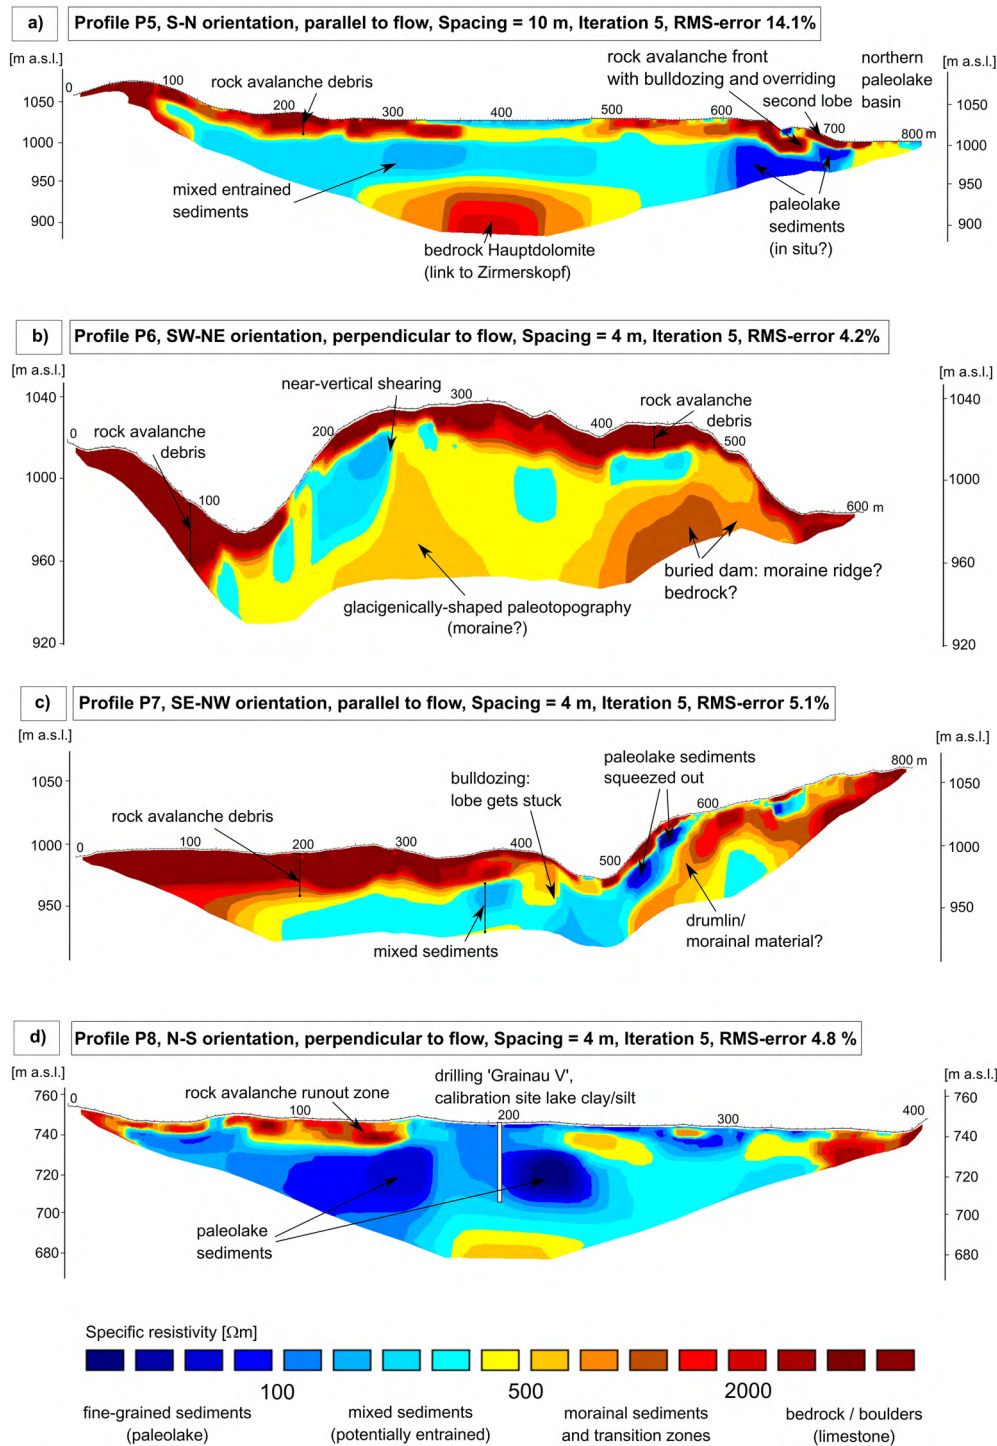 a)
Profile P5, S-N orientation, parallel to flow, Spacing = 10 m, Iteration 5, RMS-error 14.1%
[m a.s.l.]
rock avalanche front
with bulldozing and overriding
second lobe
northern
paleolake
basin
[m a.s.l.]
rock avalanche debris
0 100 200 300 400 500 600 700 800 m
1050
1000
950
900
1050
1000
950
900
mixed entrained
sediments
bedrock Hauptdolomite
(link to Zirmerskopf)
paleolake
sediments
(in situ?)
b)
Profile P6, SW-NE orientation, perpendicular to flow, Spacing = 4 m, Iteration 5, RMS-error 4.2%
[m a.s.l.]
[m a.s.l.]
near-vertical shearing
rock avalanche
debris
rock avalanche
debris
0 100 200 300 400 500 600 m
1040
1000
960
920
1040
1000
960
920
glacigenically-shaped paleotopography
(moraine?)
buried dam: moraine ridge?
bedrock?
c)
Profile P7, SE-NW orientation, parallel to flow, Spacing = 4 m, Iteration 5, RMS-error 5.1%
[m a.s.l.]
[m a.s.l.]
paleolake sediments
squeezed out
bulldozing:
lobe gets stuck
rock avalanche debris
0 100 200 300 400 500 600 800 m
1050
1000
950
1050
1000
950
mixed sediments
drumlin/
morainal material?
d)
Profile P8, N-S orientation, perpendicular to flow, Spacing = 4 m, Iteration 5, RMS-error 4.8 %
[m a.s.l.]
[m a.s.l.]
drilling 'Grainau V',
calibration site lake clay/silt
rock avalanche runout zone
0 100 200 300 400
760
740
720
700
680
760
740
720
700
680
paleolake
sediments
Specific resistivity [Ωm]
100 500 2000
fine-grained sediments
(paleolake)
mixed sediments
(potentially entrained)
morainal sediments
and transition zones
bedrock / boulders
(limestone)